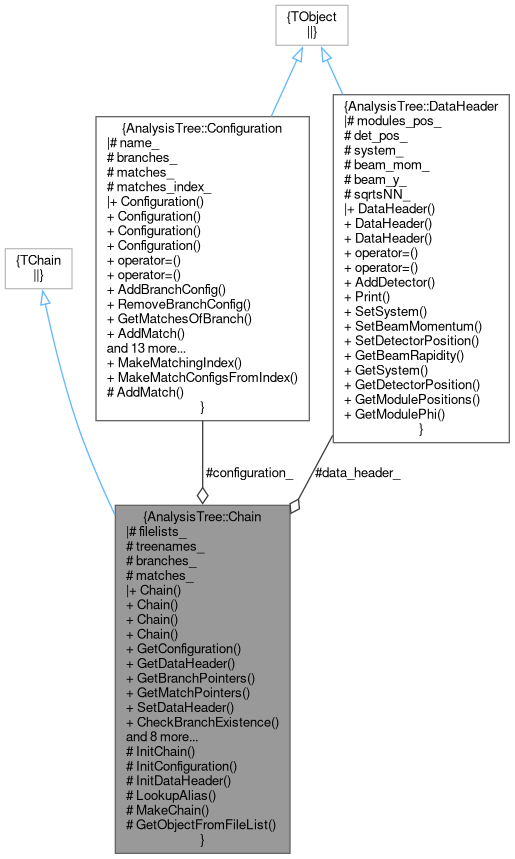 {TObject
||}
{AnalysisTree::Configuration
|# name_
# branches_
# matches_
# matches_index_
|+ Configuration()
+ Configuration()
+ Configuration()
+ Configuration()
+ operator=()
+ operator=()
+ AddBranchConfig()
+ RemoveBranchConfig()
+ GetMatchesOfBranch()
+ AddMatch()
and 13 more...
+ MakeMatchingIndex()
+ MakeMatchConfigsFromIndex()
# AddMatch()
}
{AnalysisTree::DataHeader
|# modules_pos_
# det_pos_
# system_
# beam_mom_
# beam_y_
# sqrtsNN_
|+ DataHeader()
+ DataHeader()
+ DataHeader()
+ operator=()
+ operator=()
+ AddDetector()
+ Print()
+ SetSystem()
+ SetBeamMomentum()
+ SetDetectorPosition()
+ GetBeamRapidity()
+ GetSystem()
+ GetDetectorPosition()
+ GetModulePositions()
+ GetModulePhi()
}
{TChain
||}
#configuration_
#data_header_
{AnalysisTree::Chain
|# filelists_
# treenames_
# branches_
# matches_
|+ Chain()
+ Chain()
+ Chain()
+ Chain()
+ GetConfiguration()
+ GetDataHeader()
+ GetBranchPointers()
+ GetMatchPointers()
+ SetDataHeader()
+ CheckBranchExistence()
and 8 more...
# InitChain()
# InitConfiguration()
# InitDataHeader()
# LookupAlias()
# MakeChain()
# GetObjectFromFileList()
}